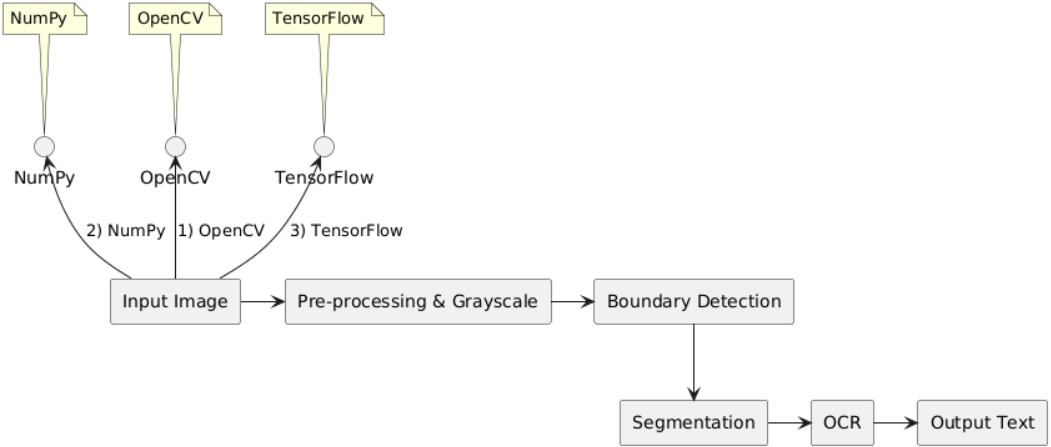 NumPy
OpenCV
TensorFlow
NumPy
OpenCV
TensorFlow
2) NumPy
1) OpenCV
3) TensorFlow
Input Image
Pre-processing & Grayscale
Boundary Detection
Segmentation
OCR
Output Text